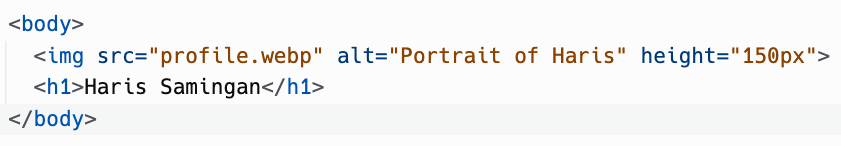 <body>
<img src="profile.webp" alt="Portrait of Haris" height="150px">
<h1>Haris Samingan</h1>
</body>